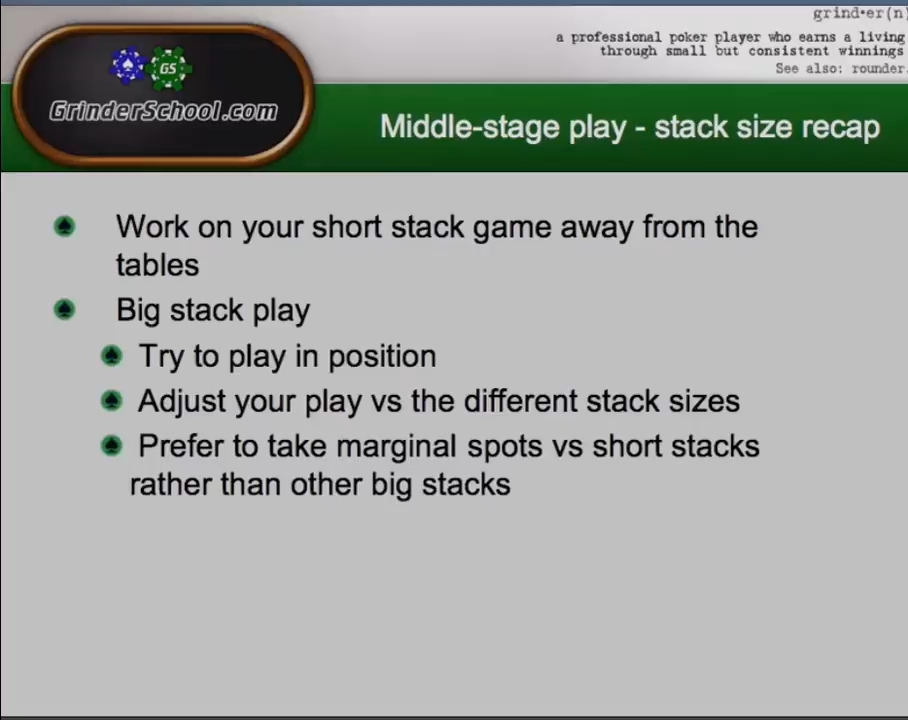 grind•er(n)
a professional poker player who earns a living
through small but consistent winnings
See also: rounder.
GS
GrinderSchool.com
Middle-stage play - stack size recap
Work on your short stack game away from the
tables
Big stack play
Try to play in position
Adjust your play vs the different stack sizes
Prefer to take marginal spots vs short stacks
rather than other big stacks